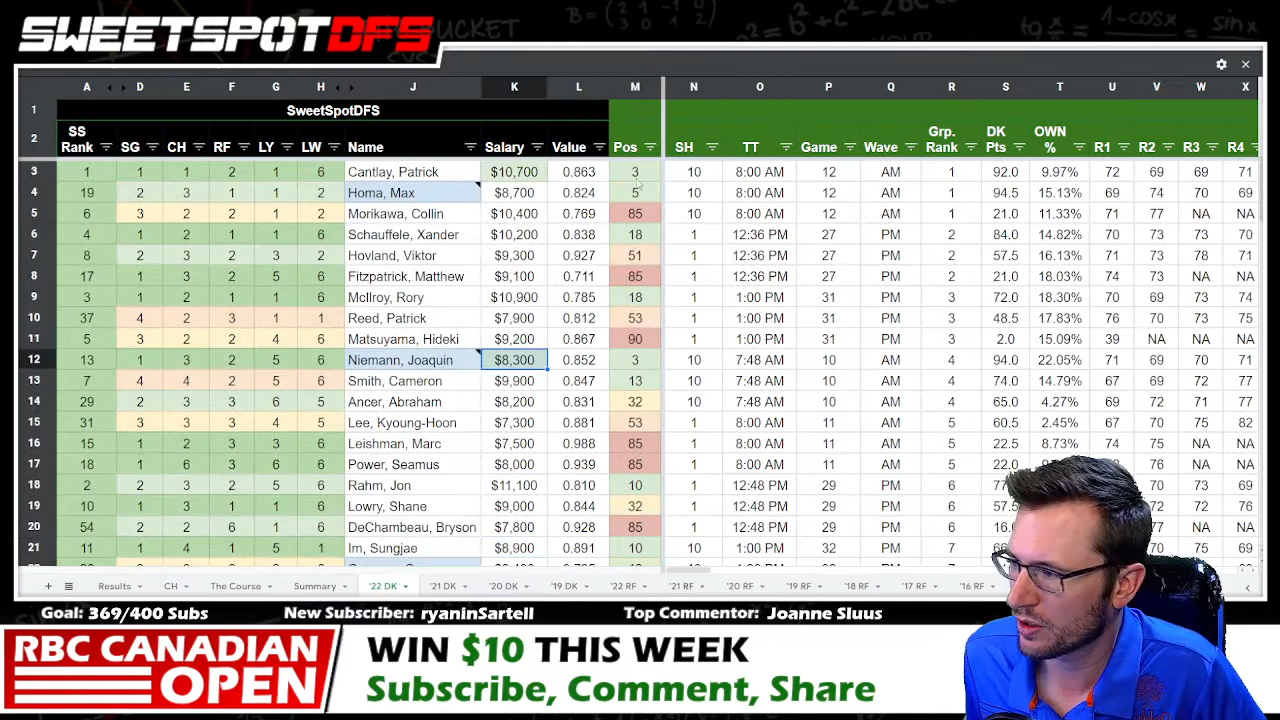 SWEETSPOTDFS
A D E F G H J K L M N O P Q R S T U V W X
1 SweetSpotDFS
2 SS Rank SG CH RF LY LW Name Salary Value Pos SH TT Game Wave Grp. Rank DK Pts OWN % R1 R2 R3 R4
3 1 1 1 2 1 6 Cantlay, Patrick $10,700 0.863 3 10 8:00 AM 12 AM 1 92.0 9.97% 72 69 69 71
4 19 2 3 1 1 2 Homa, Max $8,700 0.824 5 10 8:00 AM 12 AM 1 94.5 15.13% 69 74 70 69
5 6 3 2 2 1 2 Morikawa, Collin $10,400 0.769 85 10 8:00 AM 12 AM 1 21.0 11.33% 71 77 NA NA
6 4 1 2 1 1 6 Schauffele, Xander $10,200 0.838 18 1 12:36 PM 27 PM 2 84.0 14.82% 70 73 73 70
7 8 1 2 2 3 2 Hovland, Viktor $9,300 0.927 51 1 12:36 PM 27 PM 2 57.5 16.13% 71 73 78 71
8 17 1 3 2 5 6 Fitzpatrick, Matthew $9,100 0.711 85 1 12:36 PM 27 PM 2 21.0 18.03% 74 73 NA NA
9 3 1 2 1 1 6 McIlroy, Rory $10,900 0.785 18 1 1:00 PM 31 PM 3 72.0 18.30% 70 69 73 74
10 37 4 2 3 1 1 Reed, Patrick $7,900 0.812 53 1 1:00 PM 31 PM 3 48.5 17.83% 71 74 73 75
11 5 3 2 2 4 6 Matsuyama, Hideki $9,200 0.867 90 1 1:00 PM 31 PM 3 2.0 15.09% NA NA NA NA
12 13 1 3 2 5 6 Niemann, Joaquin $8,300 0.852 3 10 7:48 AM 10 AM 4 94.0 22.05% 71 69 70 71
13 7 4 4 2 5 6 Smith, Cameron $9,900 0.847 13 10 7:48 AM 10 AM 4 74.0 14.79% 67 69 72 77
14 29 2 3 3 6 5 Ancer, Abraham $8,200 0.831 32 10 7:48 AM 10 AM 4 65.0 4.27% 69 72 71 77
15 31 3 3 3 4 5 Lee, Kyoung-Hoon $7,300 0.881 53 1 8:00 AM 11 AM 5 60.5 2.45% 67 70 75 82
16 15 1 2 3 3 6 Leishman, Marc $7,500 0.988 85 1 8:00 AM 11 AM 5 22.5 8.73% 74 75 NA NA
17 18 1 6 3 6 6 Power, Seamus $8,000 0.939 85 1 8:00 AM 11 AM 5 22.0 76 NA NA
18 2 1 2 1 1 6 Rahm, Jon $11,100 0.810 10 1 12:48 PM 29 PM 6 73 69
19 10 1 3 1 1 6 Lowry, Shane $9,000 0.844 32 1 12:48 PM 29 PM 6 57.5 72 76
20 54 2 2 6 1 6 DeChambeau, Bryson $7,800 0.928 85 1 12:48 PM 29 PM 6 NA NA
21 11 1 4 1 5 1 Im, Sungjae $8,900 0.891 10 1 1:00 PM 32 PM 7 71 69
Results CH The Course Summary '22 DK '21 DK '20 DK '19 DK '22 RF '21 RF '20 RF '19 RF '18 RF '17 RF '16 RF
Goal: 369/400 Subs New Subscriber: ryaninSartell Top Commentor: Joanne Sluus
RBC CANADIAN OPEN
WIN $10 THIS WEEK
Subscribe, Comment, Share